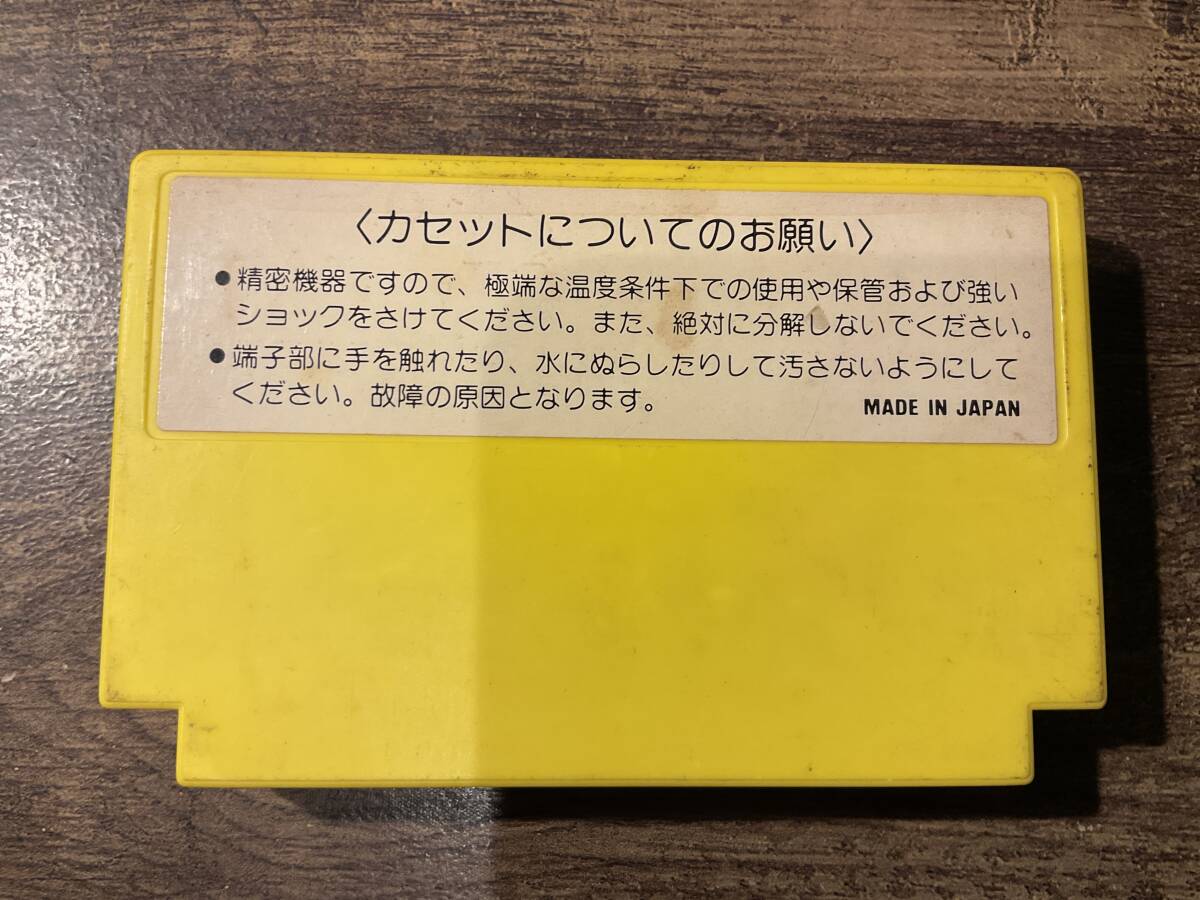 〈カセットについてのお願い〉
●精密機器ですので、極端な温度条件下での使用や保管および強い
ショックをさけてください。また、絶対に分解しないでください。
●端子部に手を触れたり、水にぬらしたりして汚さないようにして
ください。故障の原因となります。
MADE IN JAPAN